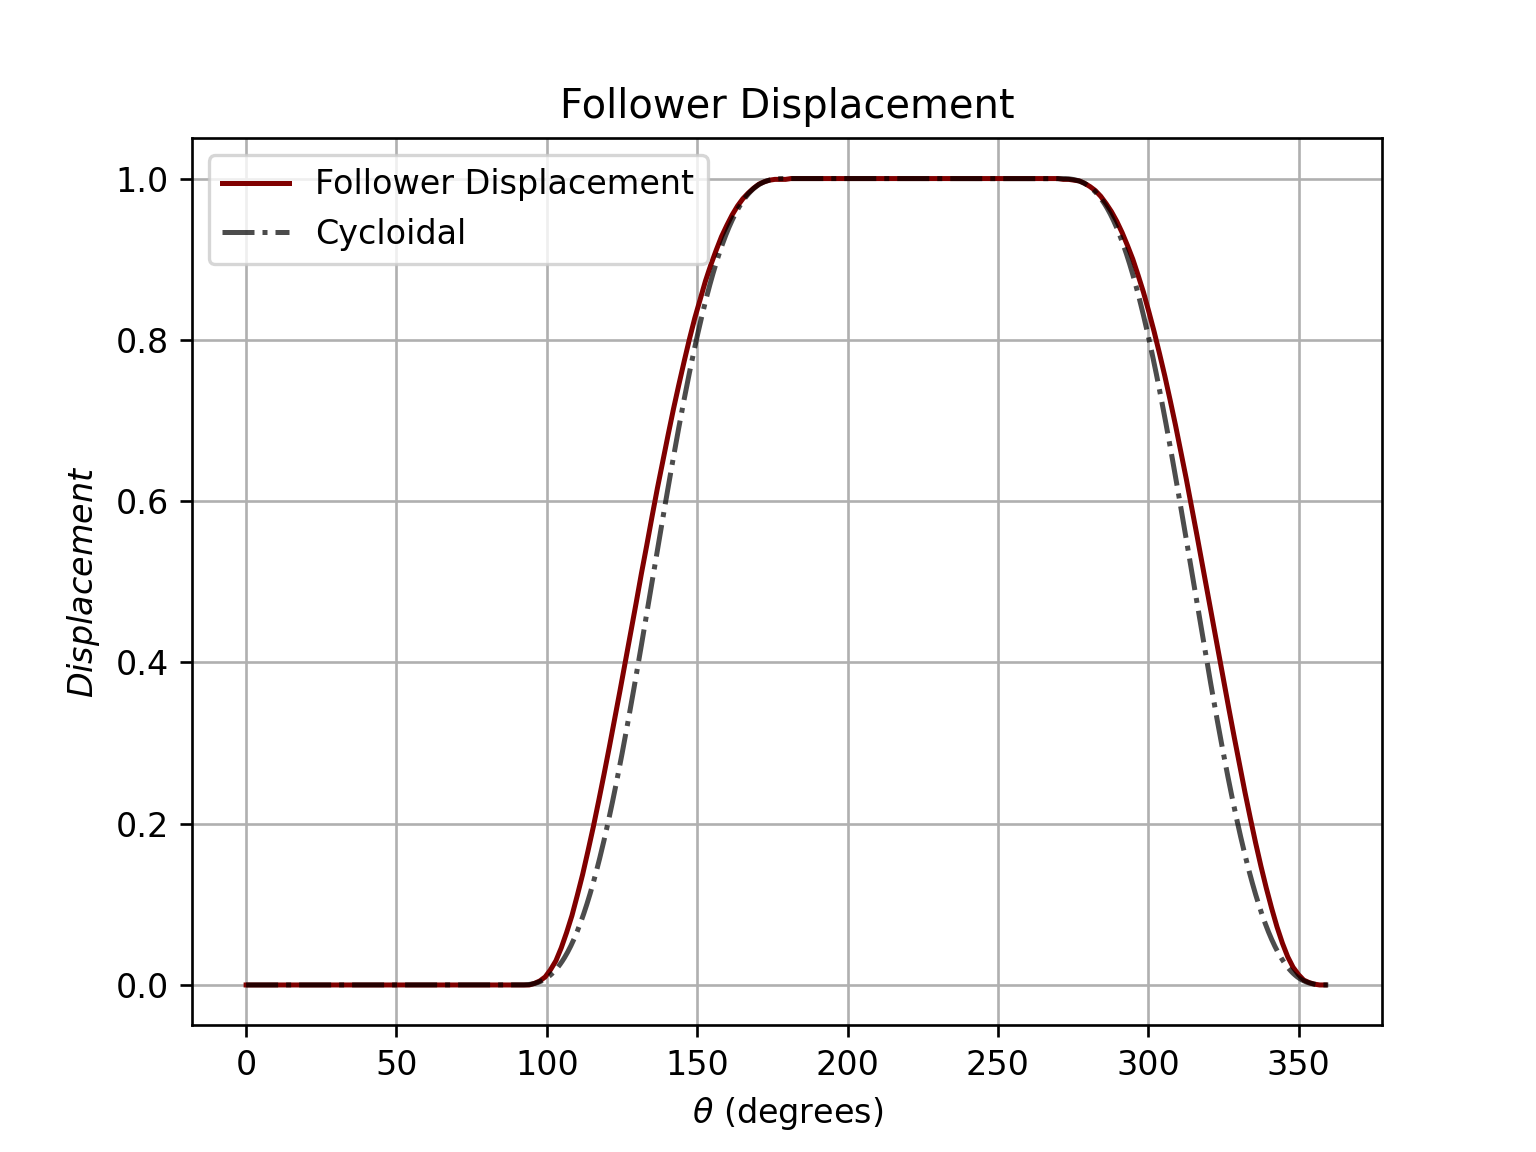 Follower Displacement
Follower Displacement
Cycloidal
1.0
0.8
0.6
0.4
0.2
0.0
Displacement
0 50 100 150 200 250 300 350
θ (degrees)